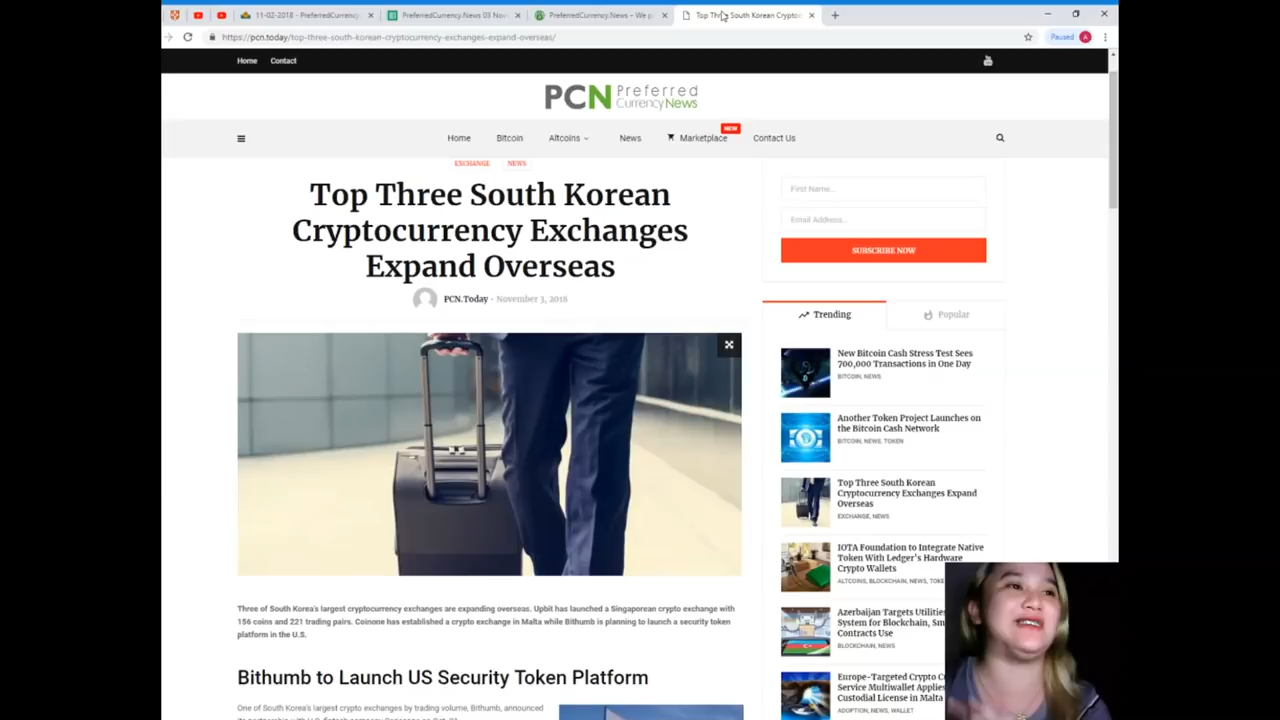 11-02-2018 - PreferredCurrency
PreferredCurrency.News 03 Nov
PreferredCurrency.News – We p
Top Three South Korean Cryptoc
https://pcn.today/top-three-south-korean-cryptocurrency-exchanges-expand-overseas/
Paused
A
Home
Contact
PCN Preferred
CurrencyNews
NEW
Home
Bitcoin
Altcoins
News
Marketplace
Contact Us
EXCHANGE
NEWS
Top Three South Korean
Cryptocurrency Exchanges
Expand Overseas
PCN.Today - November 3, 2018
Three of South Korea's largest cryptocurrency exchanges are expanding overseas. Upbit has launched a Singaporean crypto exchange with
156 coins and 221 trading pairs. Coinone has established a crypto exchange in Malta while Bithumb is planning to launch a security token
platform in the U.S.
Bithumb to Launch US Security Token Platform
One of South Korea's largest crypto exchanges by trading volume, Bithumb, announced
First Name...
Email Address...
SUBSCRIBE NOW
Trending
Popular
New Bitcoin Cash Stress Test Sees
700,000 Transactions in One Day
BITCOIN, NEWS
Another Token Project Launches on
the Bitcoin Cash Network
BITCOIN, NEWS, TOKEN
Top Three South Korean
Cryptocurrency Exchanges Expand
Overseas
EXCHANGE, NEWS
IOTA Foundation to Integrate Native
Token With Ledger's Hardware
Crypto Wallets
ALTCOINS, BLOCKCHAIN, NEWS, TOKE
Azerbaijan Targets Utilities
System for Blockchain, Sm
Contracts Use
BLOCKCHAIN, NEWS
Europe-Targeted Crypto C
Service Multiwallet Applies
Custodial License in Malta
ADOPTION, NEWS, WALLET